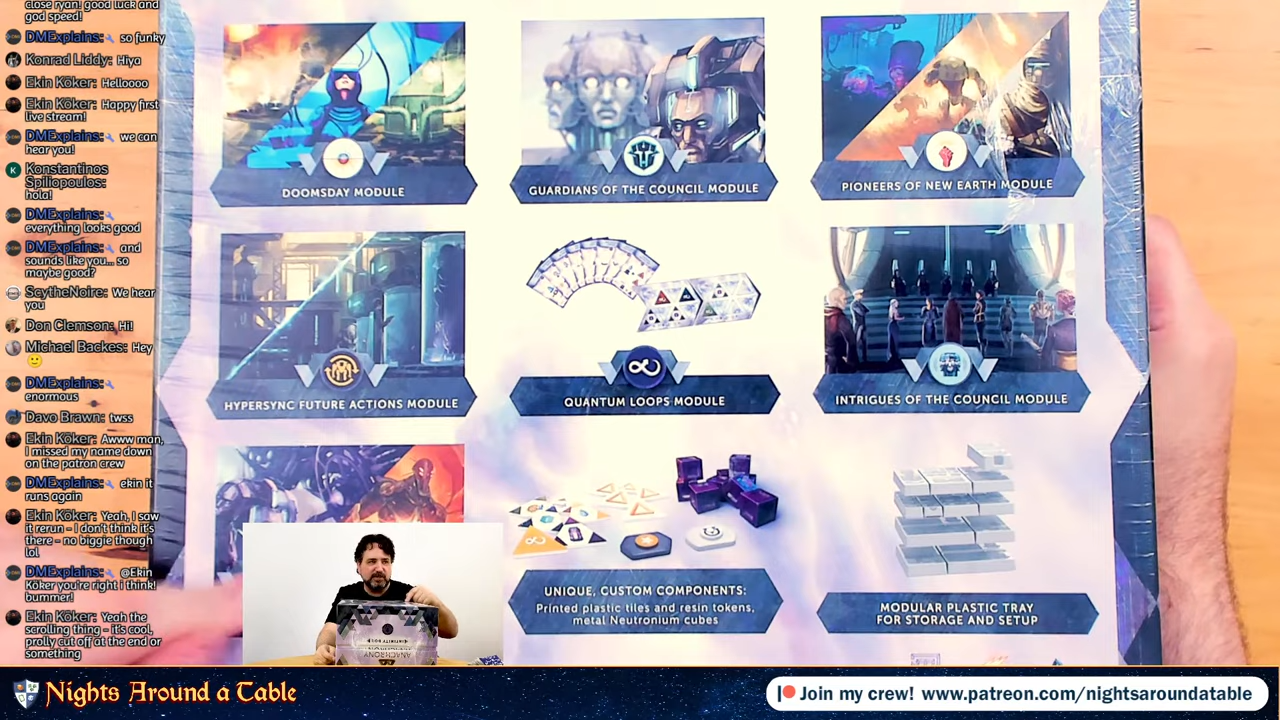 close ryan! good luck and
god speed!
DMExplains: so funky
Konrad Liddy: Hiya
Ekin Köker: Helloooo
Ekin Köker: Happy first
live stream!
DMExplains: we can
hear you!
Konstantinos
Spiliopoulos:
hola!
DMExplains:
everything looks good
DMExplains: and
sounds like you... so
maybe good?
ScytheNoire: We hear
you
Don Clemson: Hi!
Michael Backes: Hey
DMExplains:
enormous
Davo Brawn: twss
Ekin Köker: Awww man,
I missed my name down
on the patron crew
DMExplains: ekin it
runs again
Ekin Köker: Yeah, I saw
it rerun - I don't think it's
there - no biggie though
lol
DMExplains: @Ekin
Köker you're right i think!
bummer!
Ekin Köker: Yeah the
scrolling thing - it's cool,
prolly cut off at the end or
something
DOOMSDAY MODULE
GUARDIANS OF THE COUNCIL MODULE
PIONEERS OF NEW EARTH MODULE
HYPERSYNC FUTURE ACTIONS MODULE
QUANTUM LOOPS MODULE
INTRIGUES OF THE COUNCIL MODULE
UNIQUE, CUSTOM COMPONENTS:
Printed plastic tiles and resin tokens,
metal Neutronium cubes
MODULAR PLASTIC TRAY
FOR STORAGE AND SETUP
ANACHRONY
INFINITY BOX
Nights Around a Table
Join my crew! www.patreon.com/nightsaroundatable